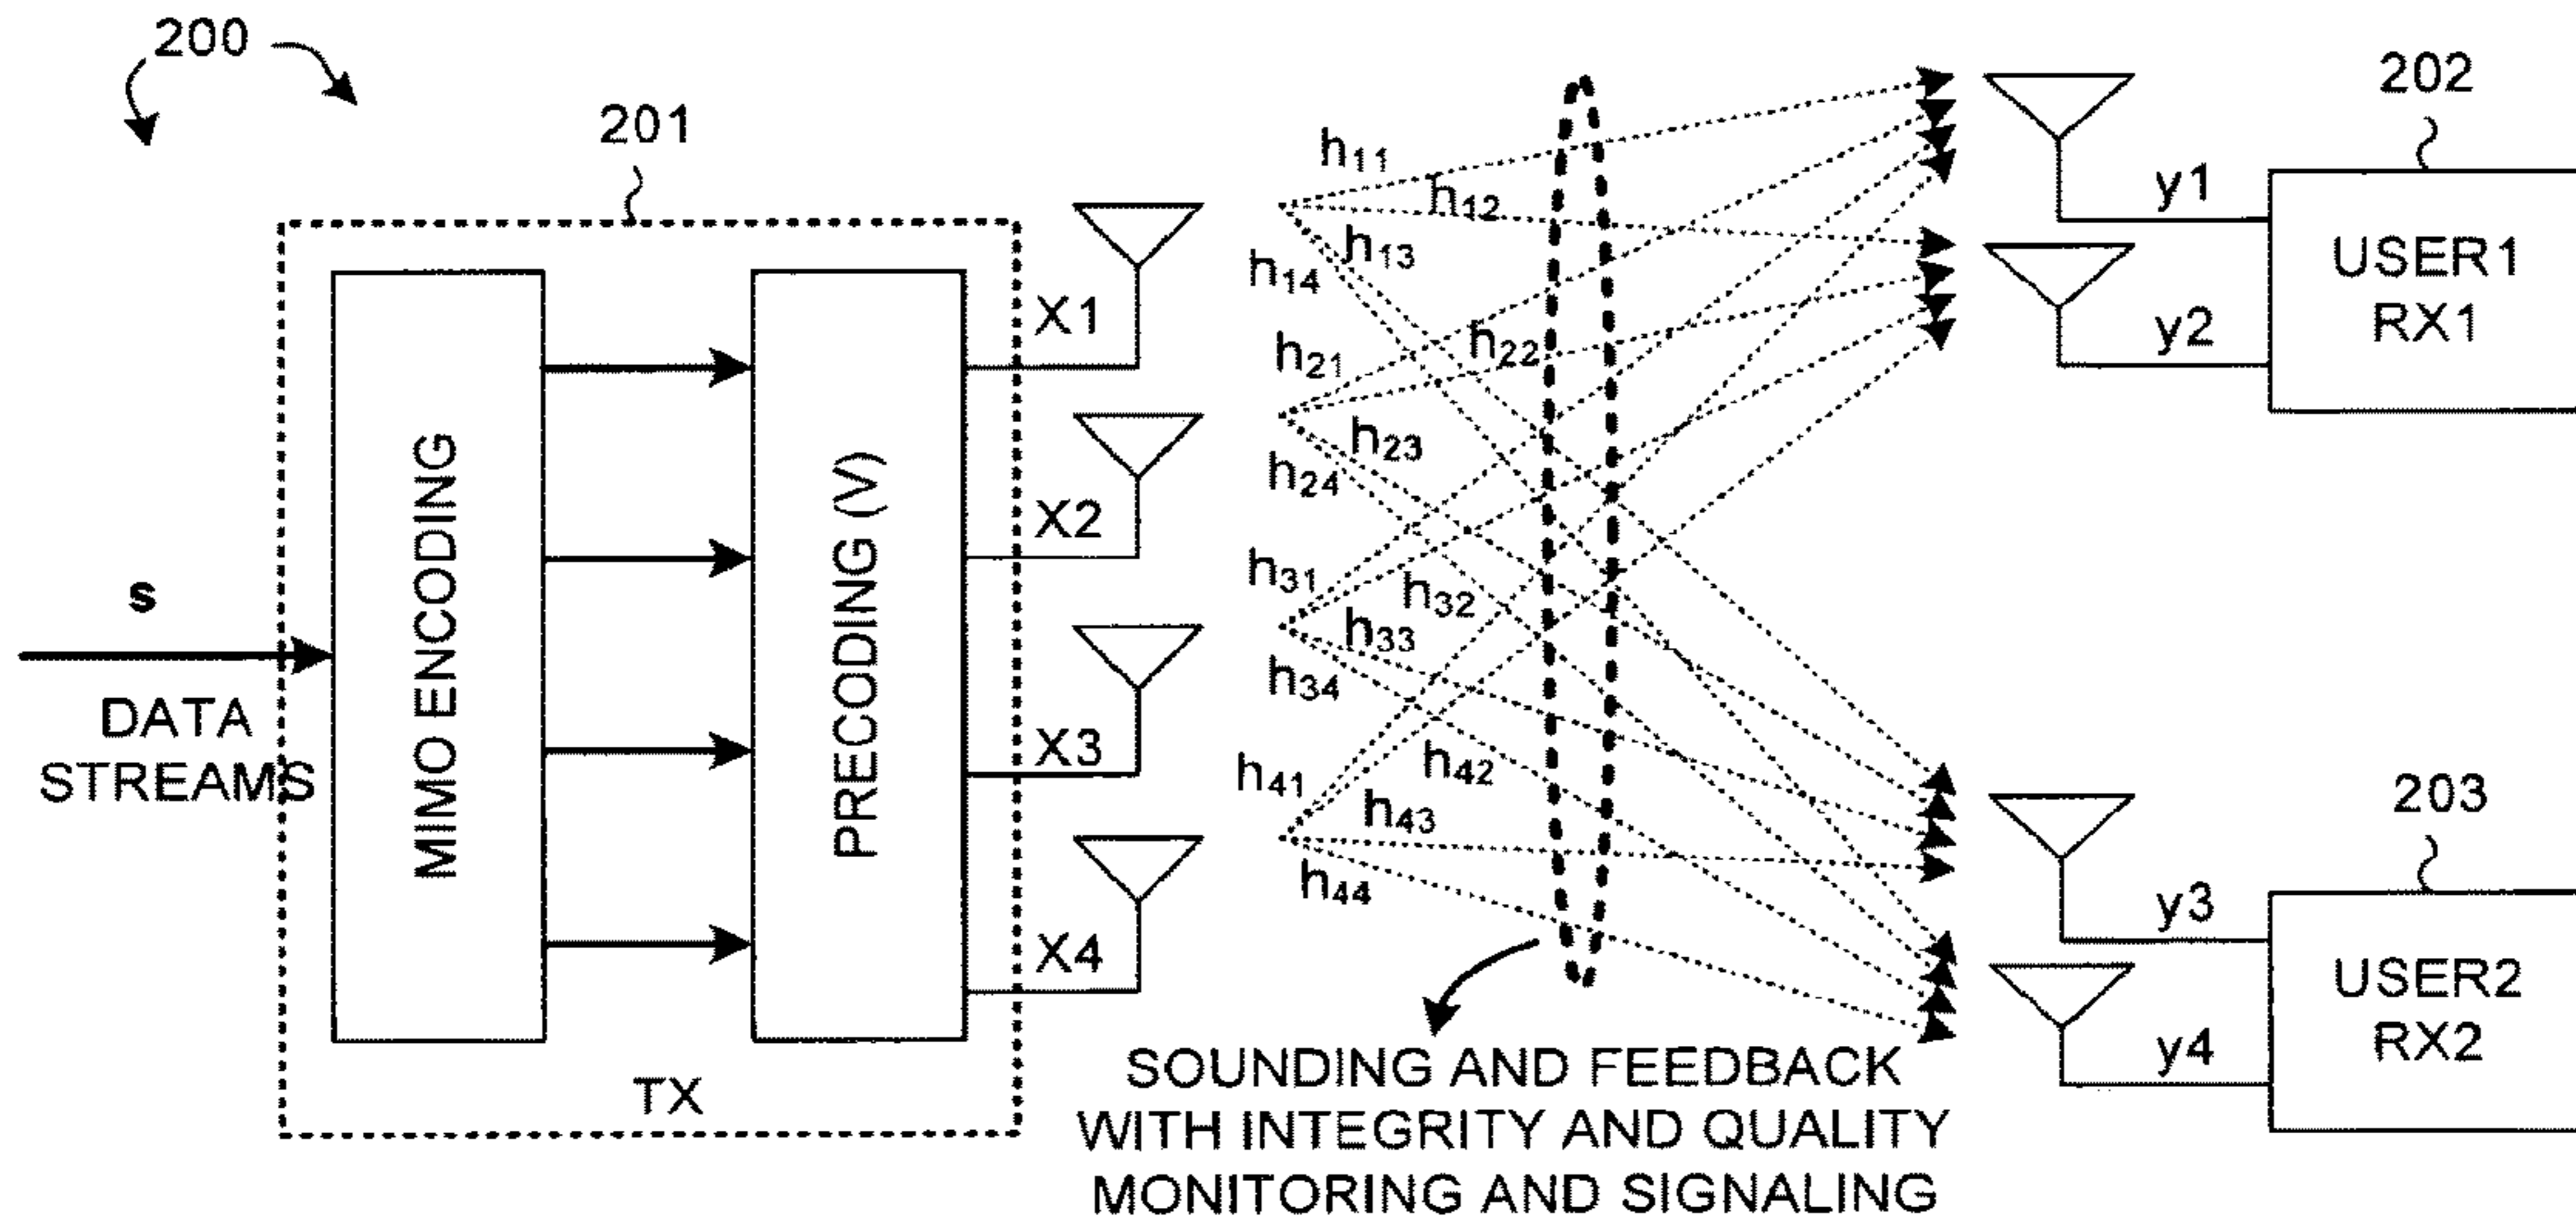 200
201
s
DATA
STREAMS
MIMO ENCODING
PRECODING (V)
TX
X1
X2
X3
X4
h11
h12
h13
h14
h21
h22
h23
h24
h31
h32
h33
h34
h41
h42
h43
h44
SOUNDING AND FEEDBACK
WITH INTEGRITY AND QUALITY
MONITORING AND SIGNALING
202
y1
y2
USER1
RX1
203
y3
y4
USER2
RX2